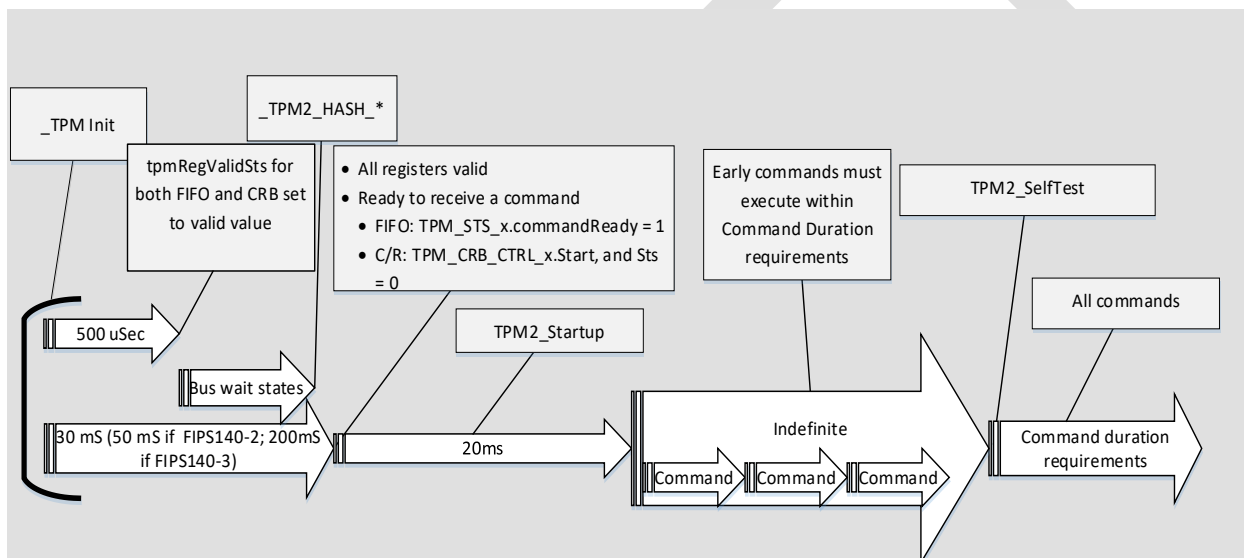 _TPM Init
_TPM2_HASH_*
tpmRegValidSts for
both FIFO and CRB set
to valid value
• All registers valid
• Ready to receive a command
• FIFO: TPM_STS_x.commandReady = 1
• C/R: TPM_CRB_CTRL_x.Start, and Sts
= 0
Early commands must
execute within
Command Duration
requirements
TPM2_SelfTest
All commands
TPM2_Startup
500 uSec
Bus wait states
30 mS (50 mS if FIPS140-2; 200mS
if FIPS140-3)
20ms
Indefinite
Command
Command
Command
Command duration
requirements